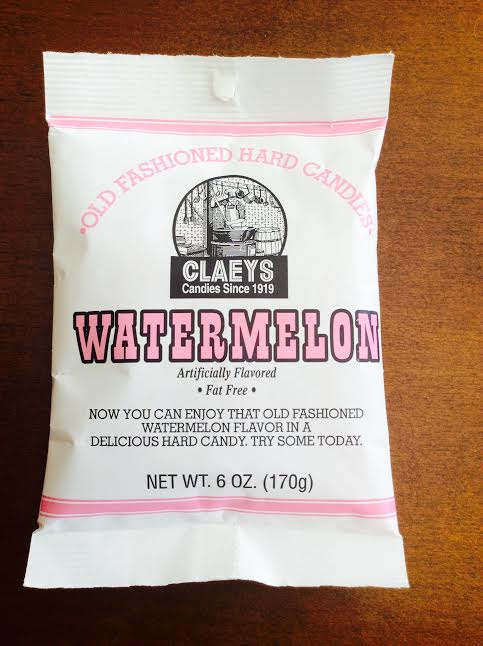 •OLD FASHIONED HARD CANDIES•
CLAEYS
Candies Since 1919
WATERMELON
Artificially Flavored
• Fat Free •
NOW YOU CAN ENJOY THAT OLD FASHIONED
WATERMELON FLAVOR IN A
DELICIOUS HARD CANDY. TRY SOME TODAY.
NET WT. 6 OZ. (170g)